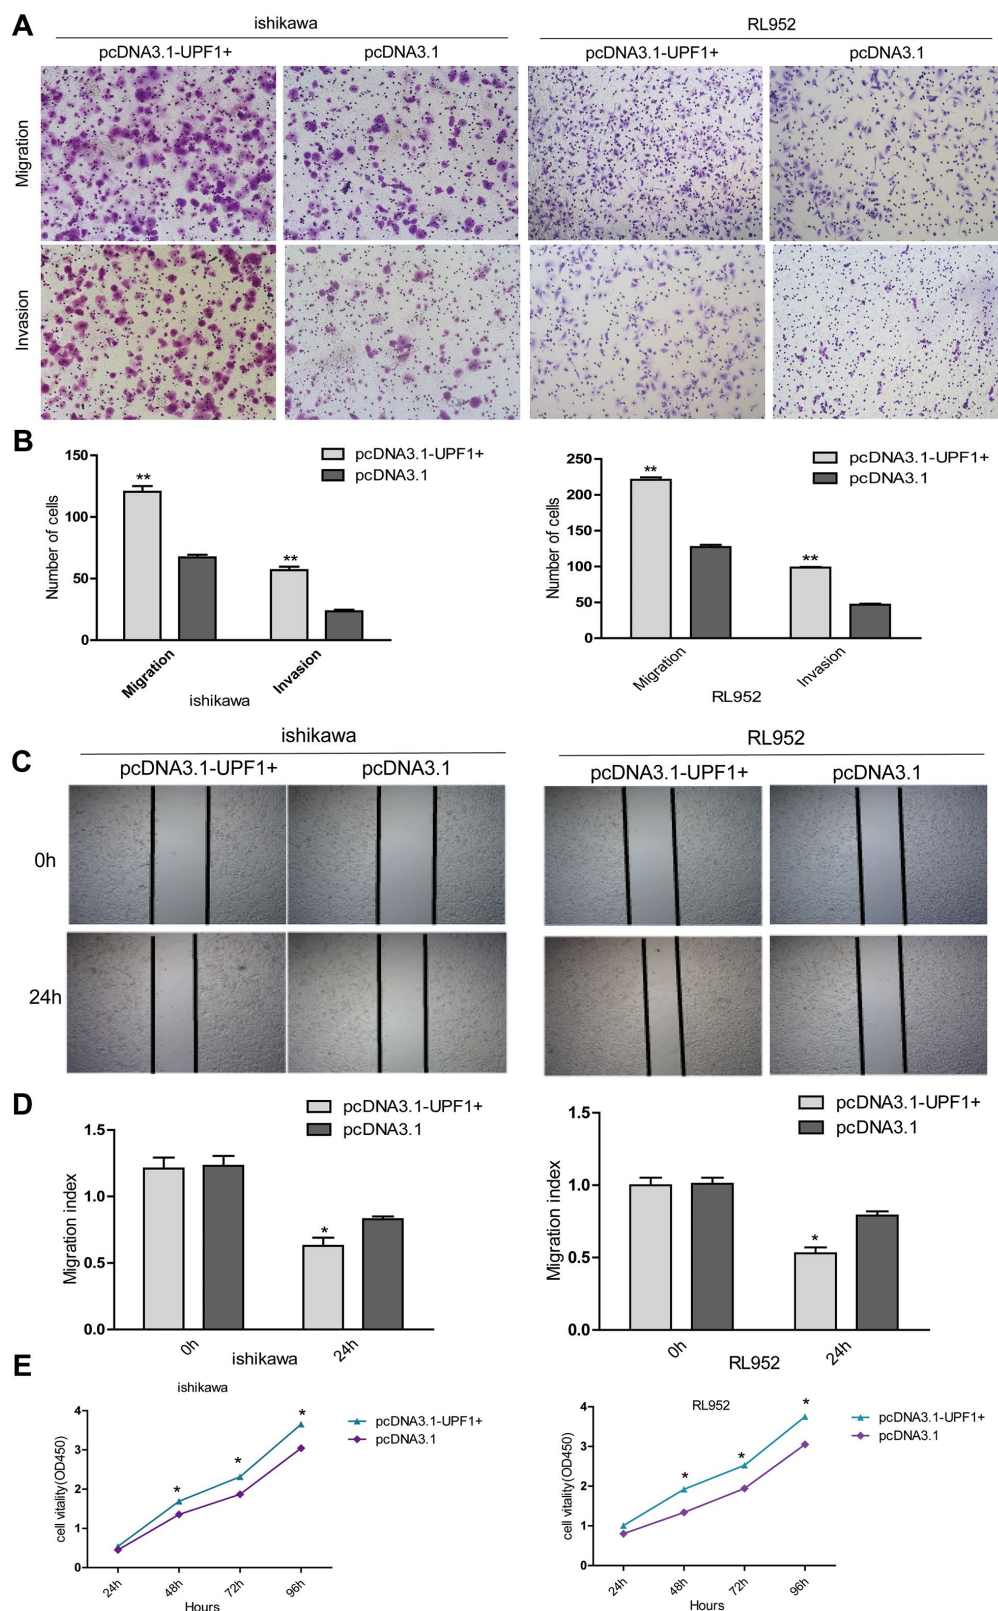 A
ishikawa
RL952
pcDNA3.1-UPF1+
pcDNA3.1
pcDNA3.1-UPF1+
pcDNA3.1
Migration
Invasion
B
150
100
50
0
Number of cells
**
**
pcDNA3.1-UPF1+
pcDNA3.1
Migration
Invasion
ishikawa
250
200
150
100
50
0
Number of cells
**
**
pcDNA3.1-UPF1+
pcDNA3.1
Migration
Invasion
RL952
C
ishikawa
RL952
pcDNA3.1-UPF1+
pcDNA3.1
pcDNA3.1-UPF1+
pcDNA3.1
0h
24h
D
1.5
1.0
0.5
0.0
Migration index
*
pcDNA3.1-UPF1+
pcDNA3.1
0h
24h
ishikawa
1.5
1.0
0.5
0.0
Migration index
*
pcDNA3.1-UPF1+
pcDNA3.1
0h
24h
RL952
E
ishikawa
4
3
2
1
0
cell vitality(OD450)
*
*
*
pcDNA3.1-UPF1+
pcDNA3.1
24h
48h
72h
96h
Hours
RL952
4
3
2
1
0
cell vitality(OD450)
*
*
*
pcDNA3.1-UPF1+
pcDNA3.1
24h
48h
72h
96h
Hours